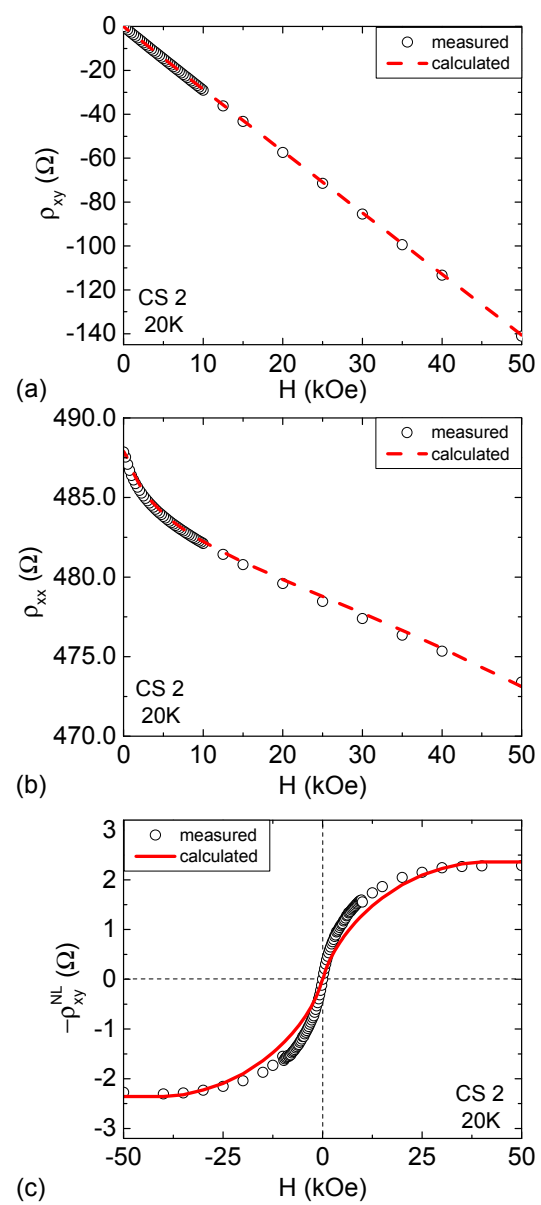 0
-20
-40
-60
-80
-100
-120
-140
ρxy (Ω)
measured
calculated
CS 2
20K
0 10 20 30 40 50
(a) H (kOe)
490.0
485.0
480.0
475.0
470.0
ρxx (Ω)
measured
calculated
CS 2
20K
0 10 20 30 40 50
(b) H (kOe)
3
2
1
0
-1
-2
-3
−ρxyNL (Ω)
measured
calculated
CS 2
20K
-50 -25 0 25 50
(c) H (kOe)